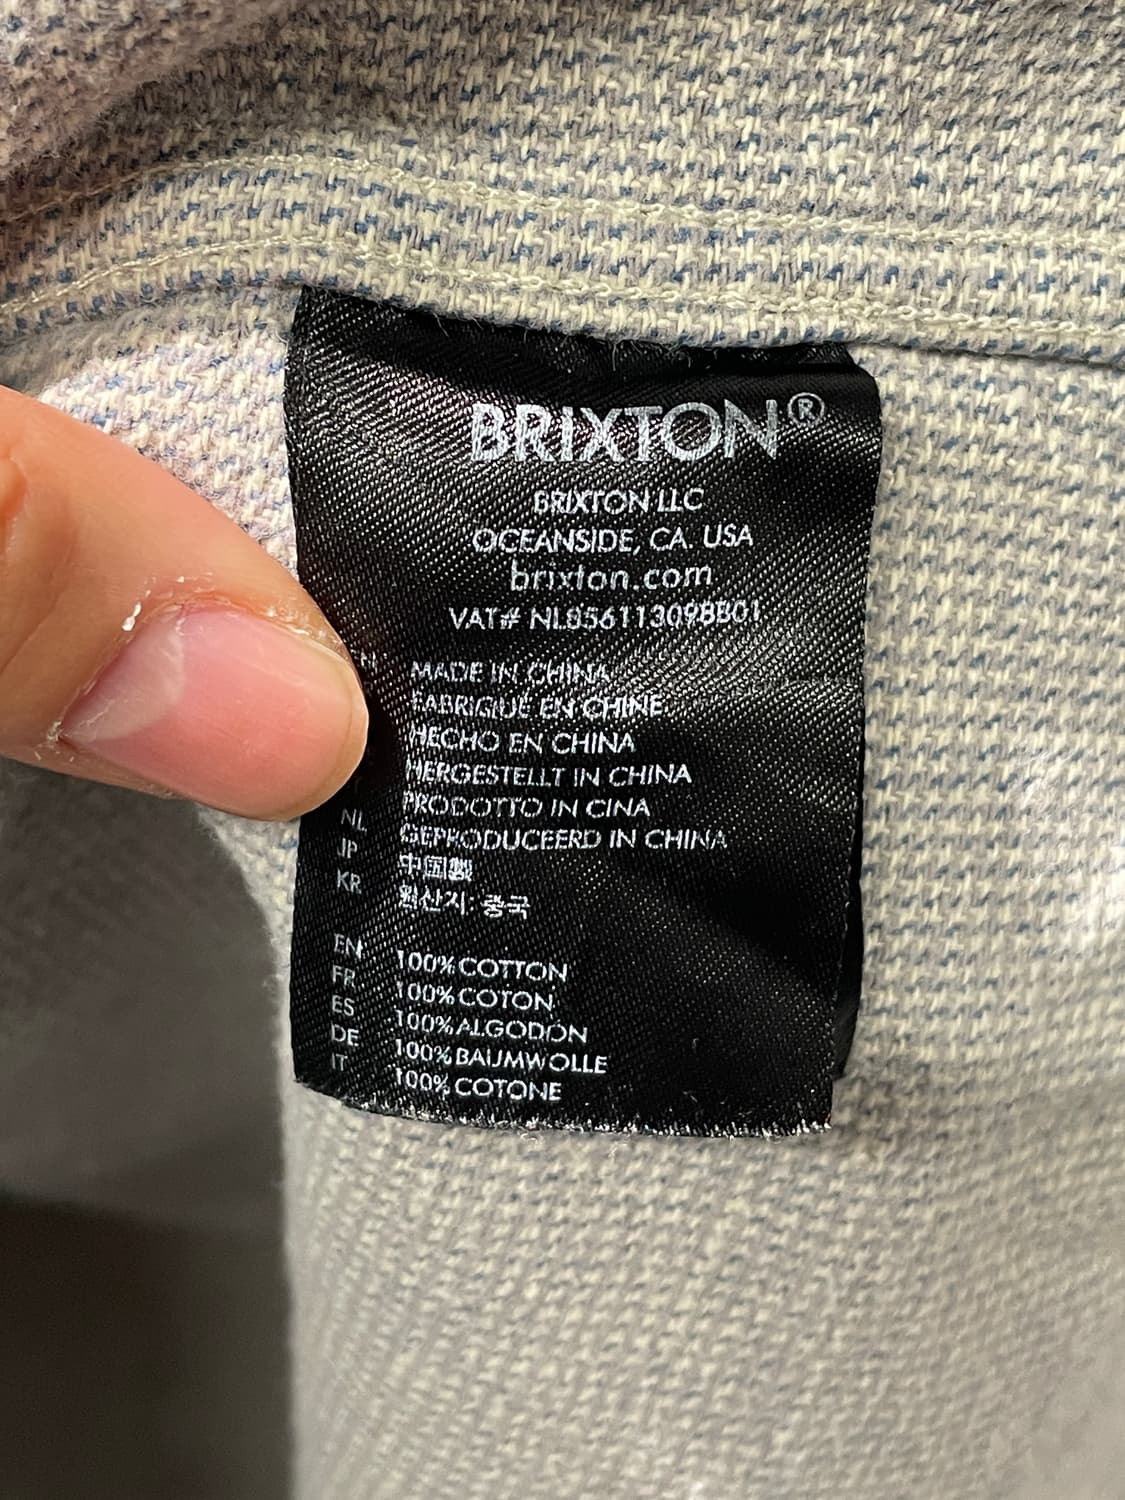 BRIXTON®
BRIXTON LLC
OCEANSIDE, CA. USA
brixton.com
VAT# NL856113098B01
MADE IN CHINA
FABRIQUÉ EN CHINE
HECHO EN CHINA
HERGESTELLT IN CHINA
PRODOTTO IN CINA
NL GEPRODUCEERD IN CHINA
JP 中国製
KR 원산지: 중국
EN 100% COTTON
FR 100% COTON
ES 100% ALGODÓN
DE 100% BAUMWOLLE
IT 100% COTONE